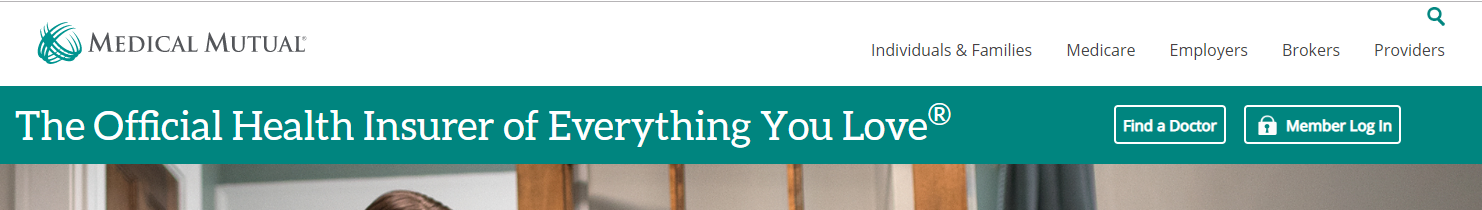 MEDICAL MUTUAL®
Individuals & Families Medicare Employers Brokers Providers
The Official Health Insurer of Everything You Love®
Find a Doctor
Member Log In